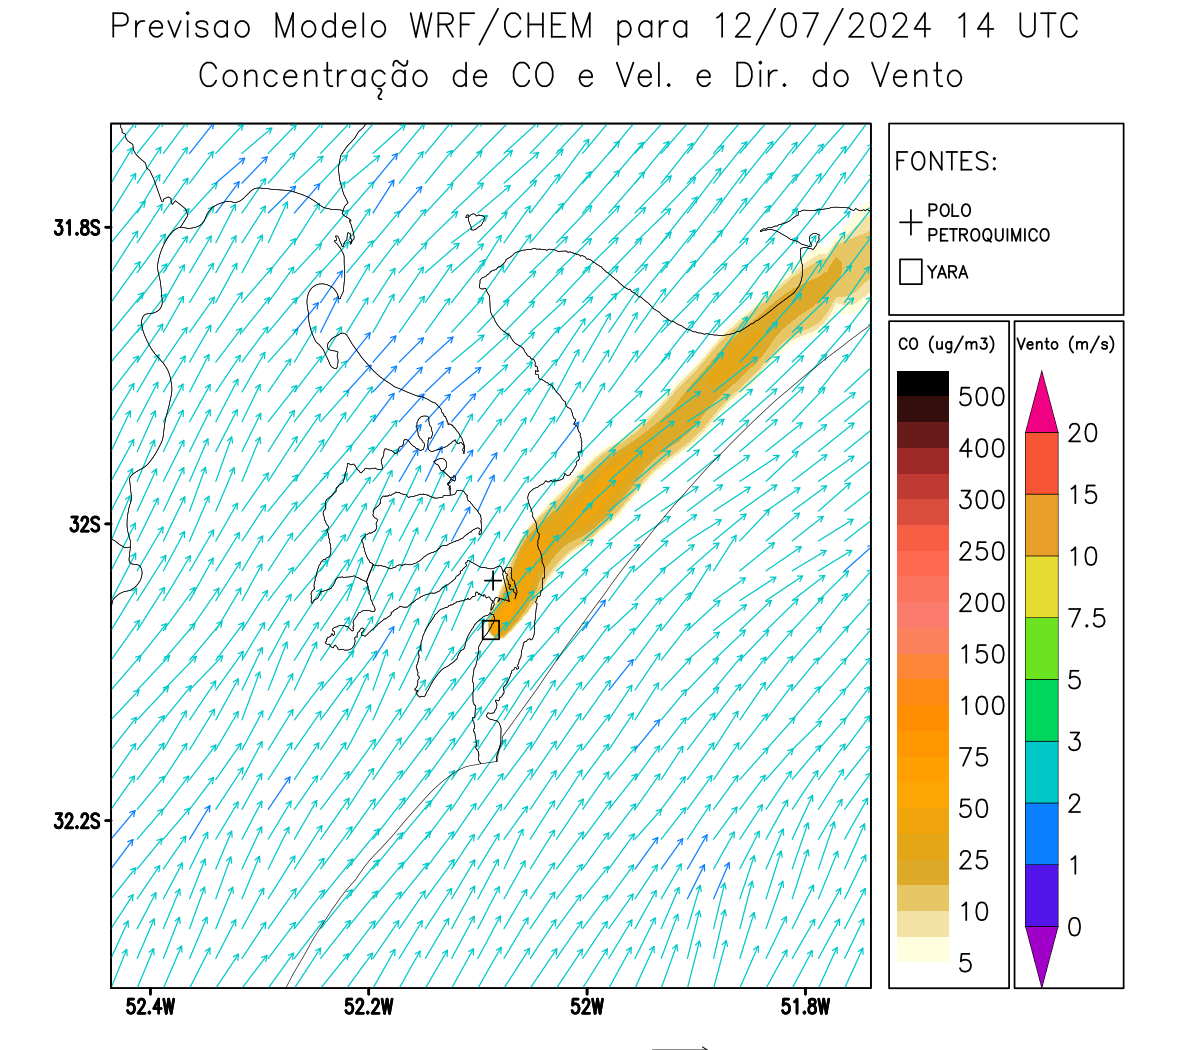 Previsao Modelo WRF/CHEM para 12/07/2024 14 UTC
Concentração de CO e Vel. e Dir. do Vento
FONTES:
POLO
PETROQUIMICO
YARA
CO (ug/m3)
500
400
300
250
200
150
100
75
50
25
10
5
Vento (m/s)
20
15
10
7.5
5
3
2
1
0
31.8S
32S
32.2S
52.4W
52.2W
52W
51.8W